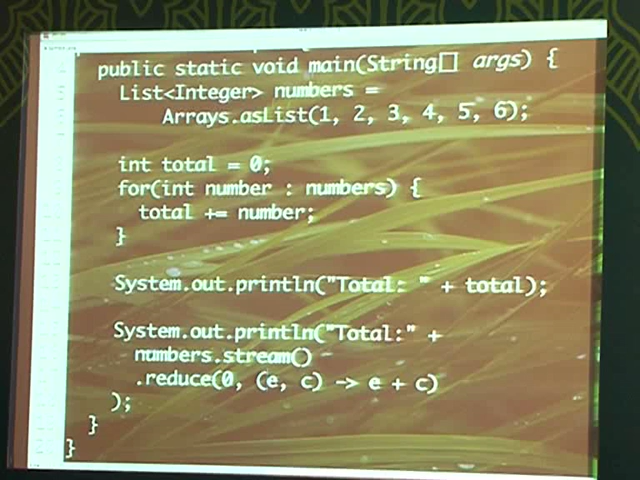 public static void main(String[] args) {
List<Integer> numbers =
Arrays.asList(1, 2, 3, 4, 5, 6);
int total = 0;
for(int number : numbers) {
total += number;
}
System.out.println("Total: " + total);
System.out.println("Total:" +
numbers.stream()
.reduce(0, (e, c) -> e + c)
);
}
}